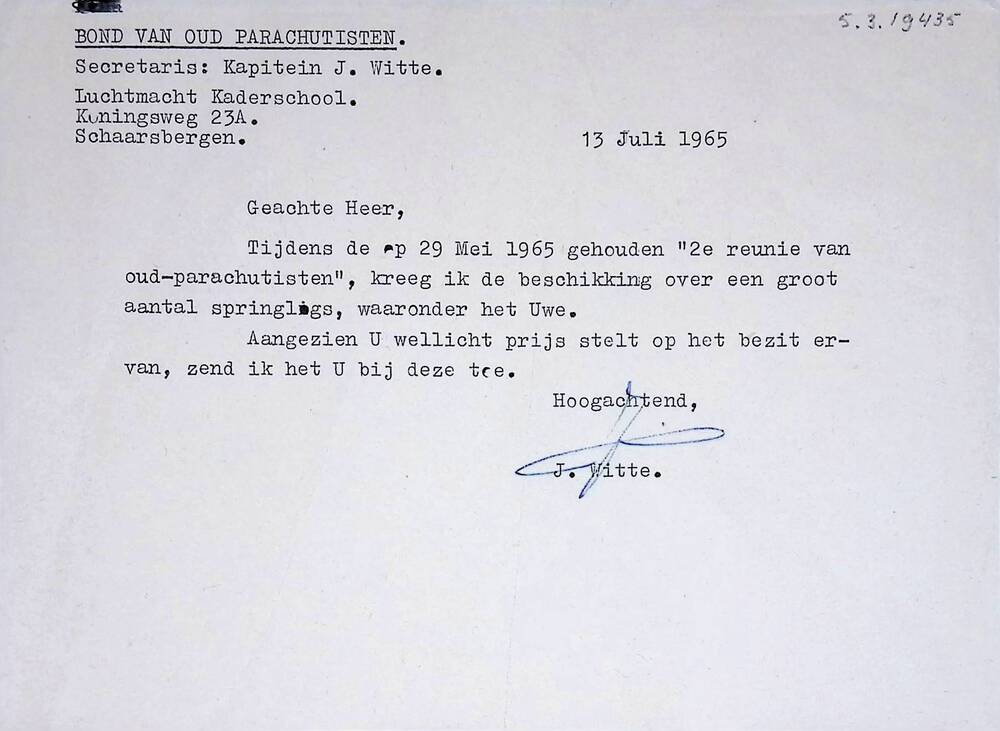 5.3.19435
BOND VAN OUD PARACHUTISTEN.
Secretaris: Kapitein J. Witte.
Luchtmacht Kaderschool.
Koningsweg 23A.
Schaarsbergen.
13 Juli 1965
Geachte Heer,
Tijdens de op 29 Mei 1965 gehouden "2e reunie van
oud-parachutisten", kreeg ik de beschikking over een groot
aantal springlogs, waaronder het Uwe.
Aangezien U wellicht prijs stelt op het bezit er-
van, zend ik het U bij deze toe.
Hoogachtend,
J. Witte.